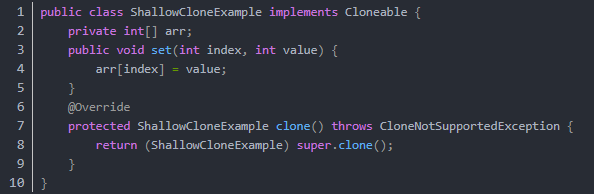 1 public class ShallowCloneExample implements Cloneable {
2     private int[] arr;
3     public void set(int index, int value) {
4         arr[index] = value;
5     }
6     @Override
7     protected ShallowCloneExample clone() throws CloneNotSupportedException {
8         return (ShallowCloneExample) super.clone();
9     }
10 }